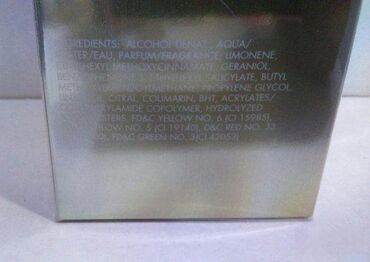 INGREDIENTS: ALCOHOL DENAT., AQUA/
WATER/EAU, PARFUM/FRAGRANCE, LIMONENE,
METHOXYCINNAMATE, GERANIOL,
SALICYLATE, BUTYL
PROPYLENE GLYCOL,
CITRAL, COUMARIN, BHT, ACRYLATES/
COPOLYMER, HYDROLYZED
FD&C YELLOW NO. 6 (CI 15985),
YELLOW NO. 5 (CI 19140), D&C RED NO. 33
FD&C GREEN NO. 3(CI 42053)